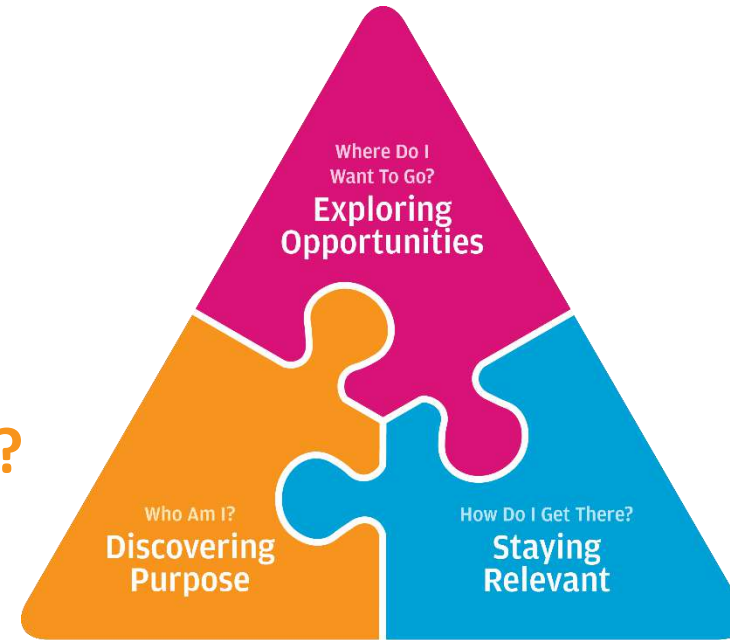 Where Do I
Want To Go?
Exploring
Opportunities
?
Who Am I?
Discovering
Purpose
How Do I Get There?
Staying
Relevant